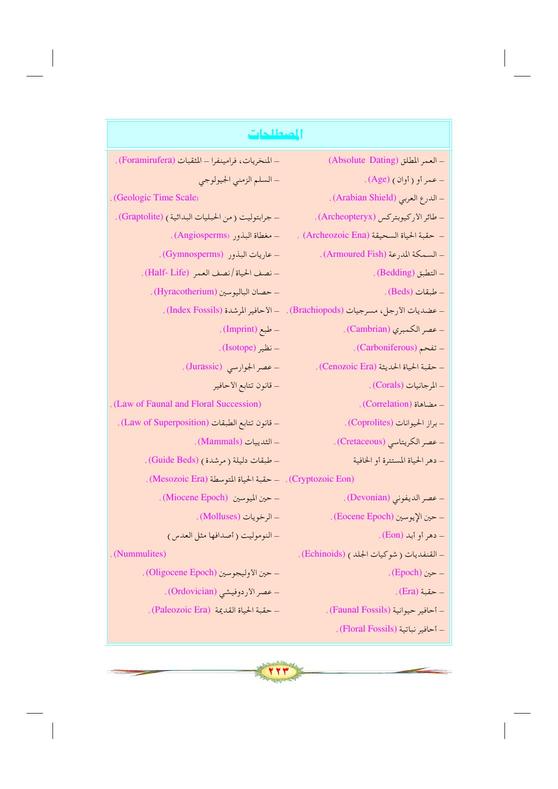 المصطلحات
– العمر المطلق (Absolute Dating)
– عمر أو ( أوان ) (Age) .
– الدرع العربي (Arabian Shield) .
– طائر الاركيوبتركس (Archeopteryx) .
– حقبة الحياة السحيقة (Archeozoic Ena) .
– السمكة المدرعة (Armoured Fish) .
– التطبق (Bedding) .
– طبقات (Beds) .
– عضديات الأرجل، مسرجيات (Brachiopods) .
– عصر الكمبري (Cambrian) .
– تفحم (Carboniferous) .
– حقبة الحياة الحديثة (Cenozoic Era) .
– المرجانيات (Corals) .
– مضاهاة (Correlation) .
– براز الحيوانات (Coprolites) .
– عصر الكريتاسي (Cretaceous) .
– دهر الحياة المستترة أو الخافية
(Cryptozoic Eon) .
– عصر الديفوني (Devonian) .
– حين الإيوسين (Eocene Epoch) .
– دهر أو أبد (Eon) .
– القنفديات ( شوكيات الجلد ) (Echinoids) .
– حين (Epoch) .
– حقبة (Era) .
– أحافير حيوانية (Faunal Fossils) .
– أحافير نباتية (Floral Fossils) .
– المنخريات، فرامينفرا – المثقبات (Foramirufera) .
– السلم الزمني الجيولوجي
(Geologic Time Scale) .
– جرابتوليت ( من الحبليات البدائية ) (Graptolite) .
– مغطاة البذور (Angiosperms) .
– عاريات البذور (Gymnosperms) .
– نصف الحياة / نصف العمر (Half- Life) .
– حصان الباليوسين (Hyracotherium) .
– الأحافير المرشدة (Index Fossils) .
– طبع (Imprint) .
– نظير (Isotope) .
– عصر الجوارسي (Jurassic) .
– قانون تتابع الأحافير
(Law of Faunal and Floral Succession) .
– قانون تتابع الطبقات (Law of Superposition) .
– الثدييات (Mammals) .
– طبقات دليلة ( مرشدة ) (Guide Beds) .
– حقبة الحياة المتوسطة (Mesozoic Era) .
– حين الميوسين (Miocene Epoch) .
– الرخويات (Molluses) .
– النوموليت ( أصدافها مثل العدس )
(Nummulites) .
– حين الأوليجوسين (Oligocene Epoch) .
– عصر الأردوفيشي (Ordovician) .
– حقبة الحياة القديمة (Paleozoic Era) .
٢٢٣